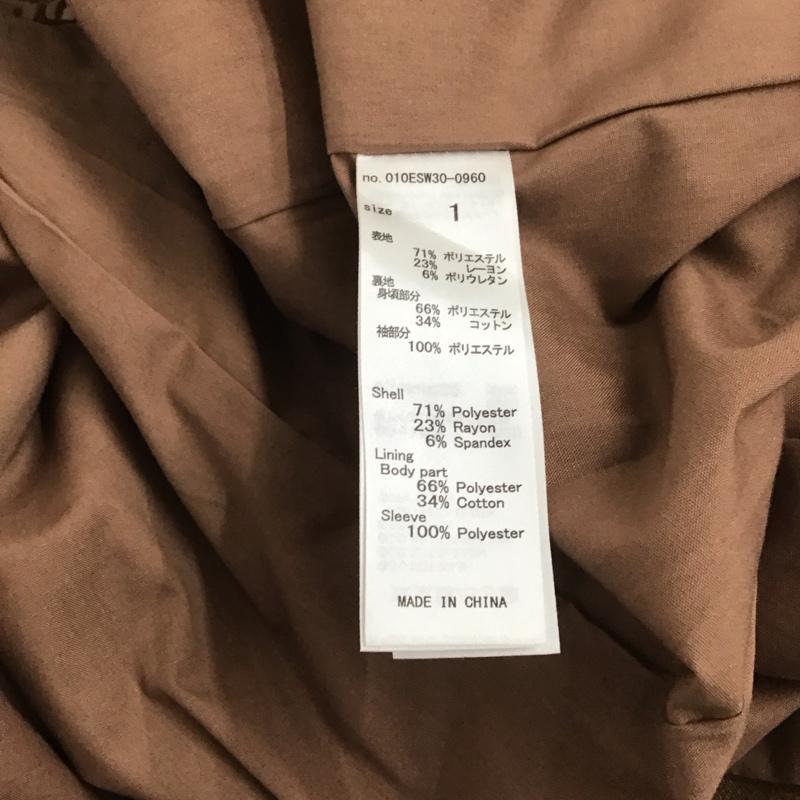 no. 010ESW30-0960
size 1
表地
71% ポリエステル
23% レーヨン
6% ポリウレタン
裏地
身頃部分
66% ポリエステル
34% コットン
袖部分
100% ポリエステル
Shell
71% Polyester
23% Rayon
6% Spandex
Lining
Body part
66% Polyester
34% Cotton
Sleeve
100% Polyester
MADE IN CHINA